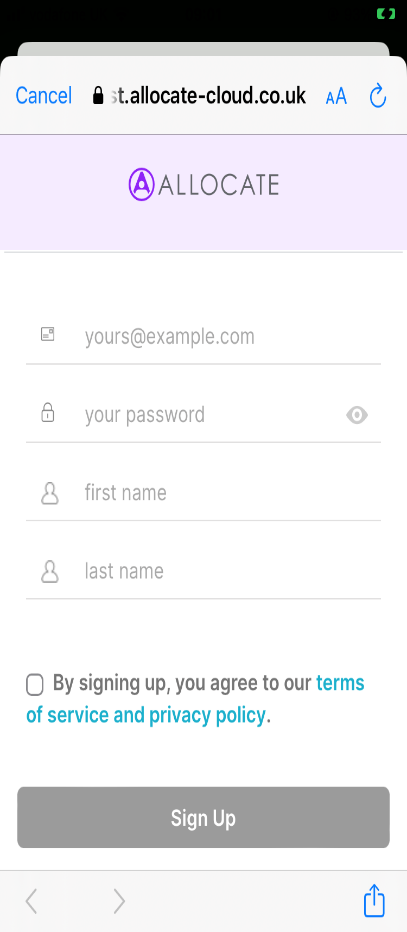 Cancel
st.allocate-cloud.co.uk
AA
ALLOCATE
yours@example.com
your password
first name
last name
By signing up, you agree to our terms
of service and privacy policy.
Sign Up